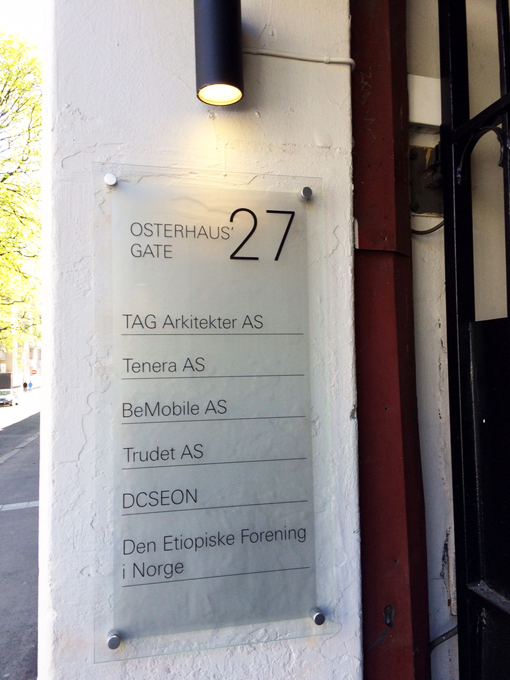 OSTERHAUS' 27
GATE
TAG Arkitekter AS
Tenera AS
BeMobile AS
Trudet AS
DCSEON
Den Etiopiske Forening
i Norge